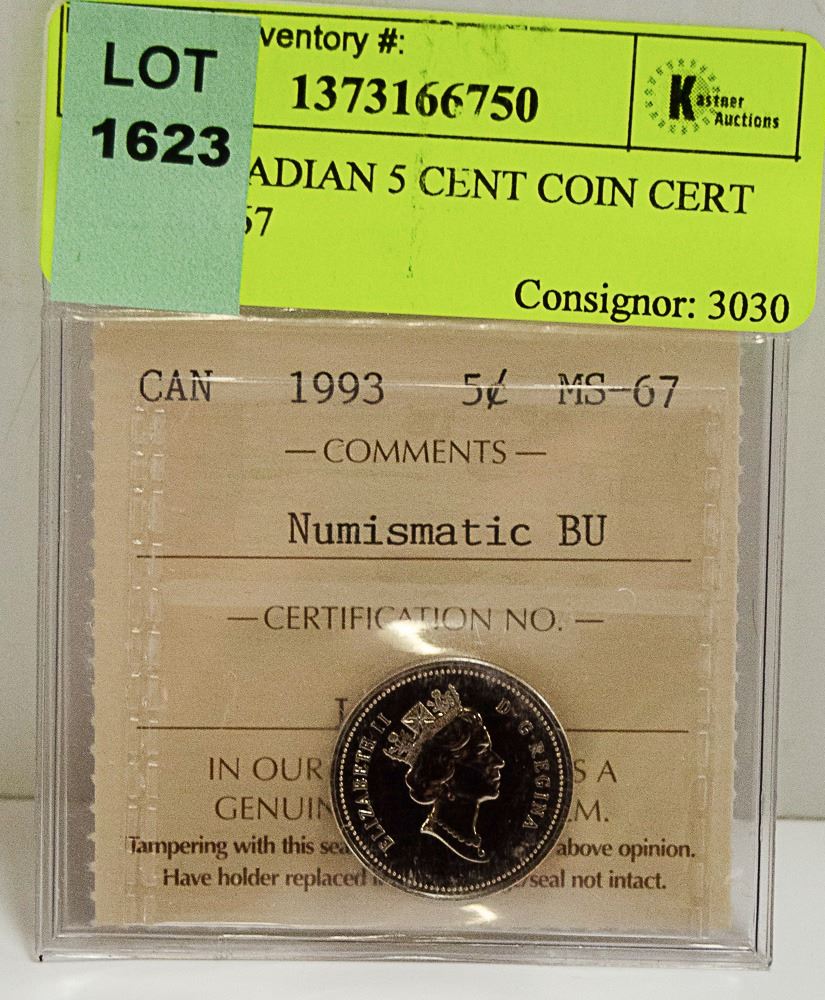 LOT
1623
ventory #:
1373166750
Kastner
Auctions
ADIAN 5 CENT COIN CERT
67
Consignor: 3030
CAN 1993 5¢ MS-67
— COMMENTS —
Numismatic BU
— CERTIFICATION NO. —
IN OUR S A
GENUIN M.
Tampering with this sea above opinion.
Have holder replaced /seal not intact.
ELIZABETH II D·G·REGINA